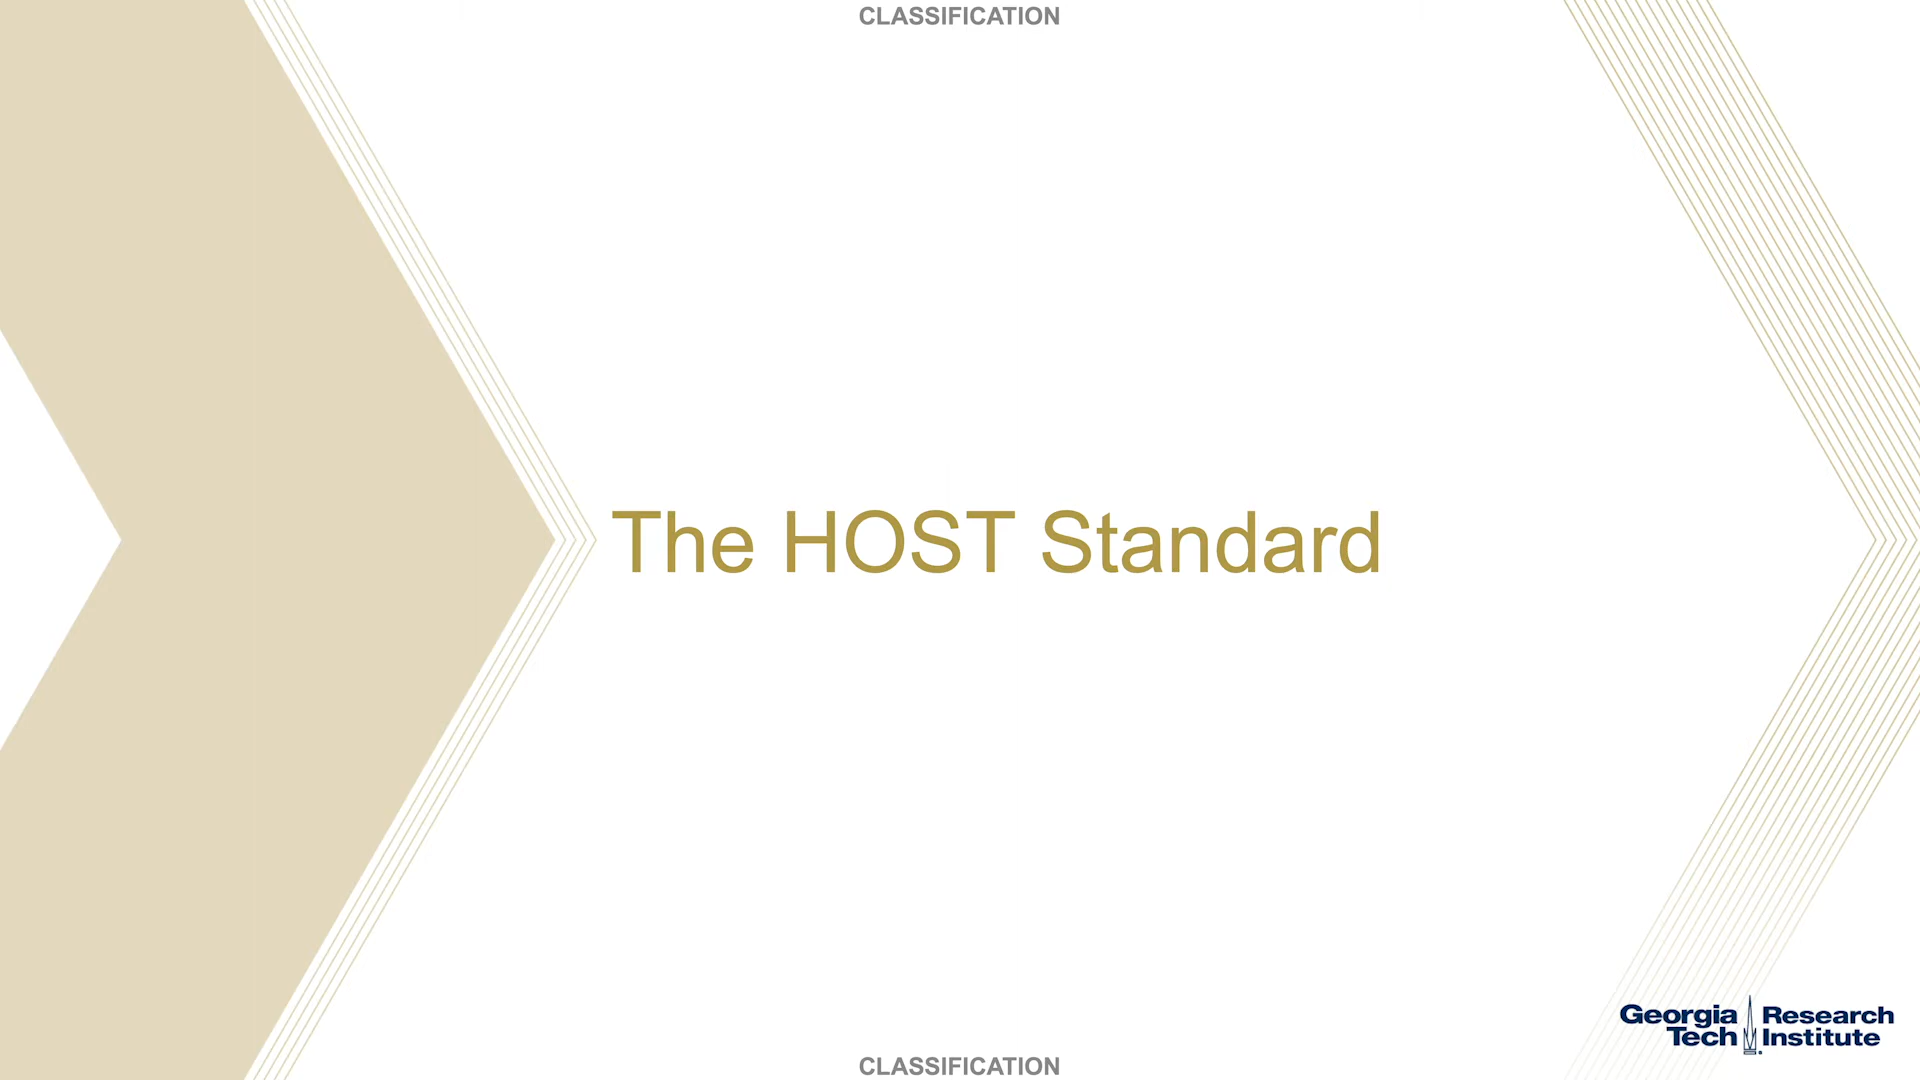 CLASSIFICATION
The HOST Standard
Georgia Tech
Research Institute
CLASSIFICATION